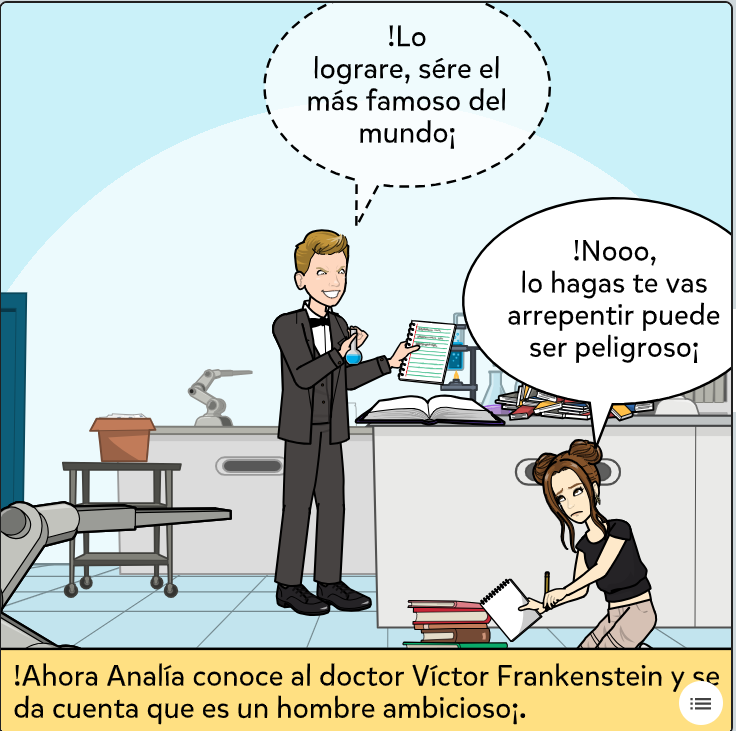 !Lo
lograre, sére el
más famoso del
mundo¡
!Nooo,
lo hagas te vas
arrepentir puede
ser peligroso¡
!Ahora Analía conoce al doctor Víctor Frankenstein y se
da cuenta que es un hombre ambicioso¡.